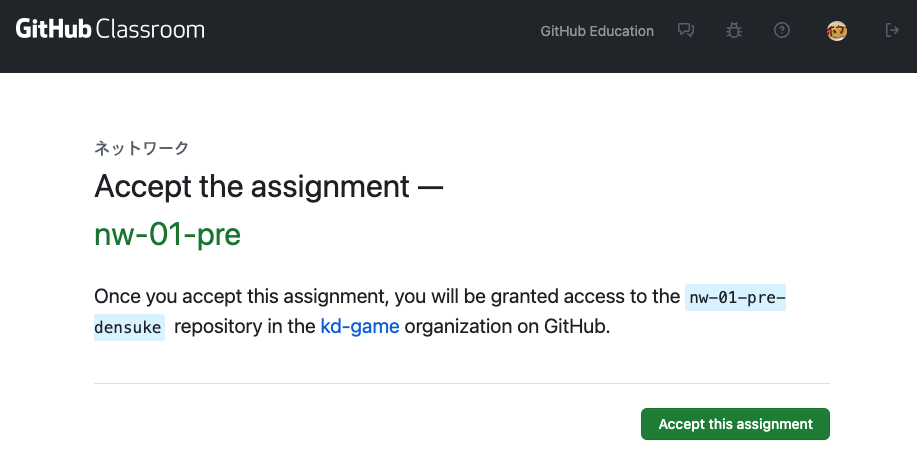 GitHub Classroom
GitHub Education
ネットワーク
Accept the assignment —
nw-01-pre
Once you accept this assignment, you will be granted access to the nw-01-pre-
densuke repository in the kd-game organization on GitHub.
Accept this assignment